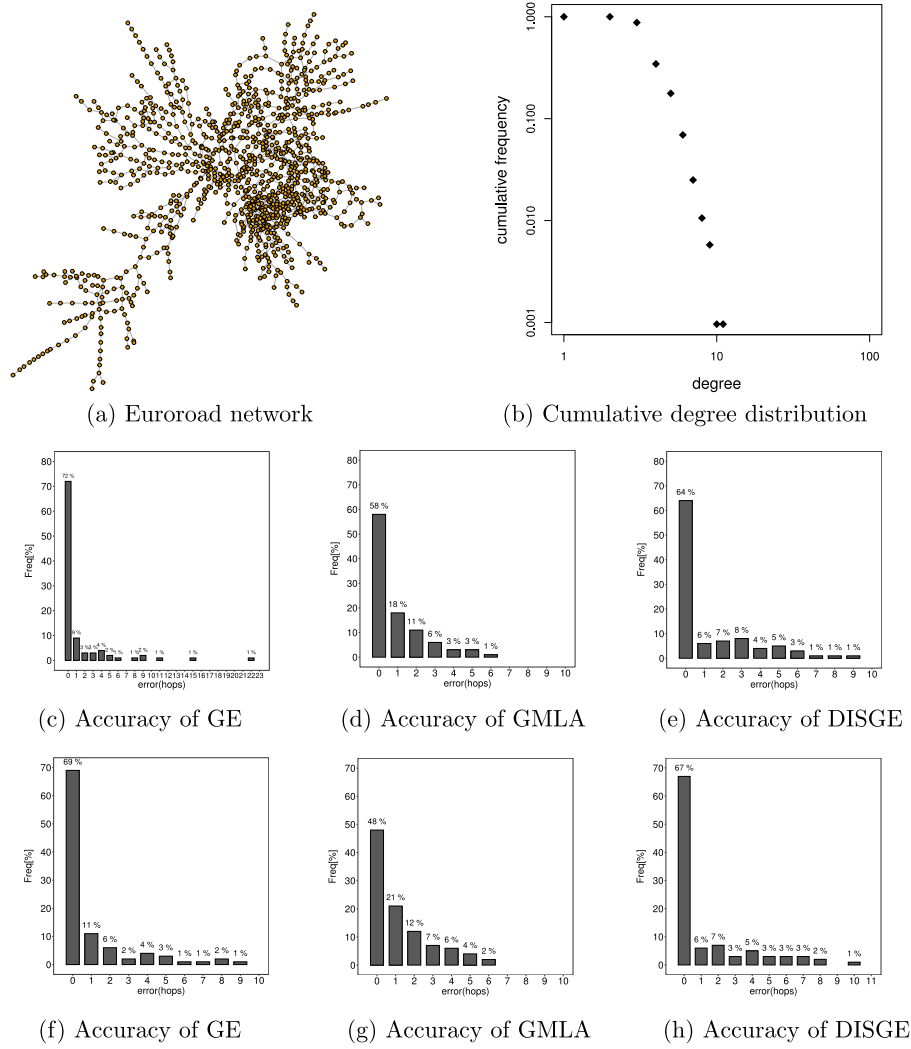 1.000
0.100
0.010
0.001
cumulative frequency
1 10 100
degree
(a) Euroroad network
(b) Cumulative degree distribution
80
70
60
50
40
30
20
10
0
Freq[%]
72 %
9 %
3 % 3 % 4 % 2 % 1 % 1 % 2 % 1 % 1 % 1 %
0 1 2 3 4 5 6 7 8 9 10 11 12 13 14 15 16 17 18 19 20 21 22 23
error(hops)
(c) Accuracy of GE
80
70
60
50
40
30
20
10
0
Freq[%]
58 %
18 %
11 %
6 %
3 % 3 %
1 %
0 1 2 3 4 5 6 7 8 9 10
error(hops)
(d) Accuracy of GMLA
80
70
60
50
40
30
20
10
0
Freq[%]
64 %
6 % 7 % 8 % 4 % 5 % 3 % 1 % 1 % 1 %
0 1 2 3 4 5 6 7 8 9 10
error(hops)
(e) Accuracy of DISGE
70
60
50
40
30
20
10
0
Freq[%]
69 %
11 %
6 %
2 % 4 % 3 % 1 % 1 % 2 % 1 %
0 1 2 3 4 5 6 7 8 9 10
error(hops)
(f) Accuracy of GE
70
60
50
40
30
20
10
0
Freq[%]
48 %
21 %
12 %
7 % 6 % 4 % 2 %
0 1 2 3 4 5 6 7 8 9 10
error(hops)
(g) Accuracy of GMLA
70
60
50
40
30
20
10
0
Freq[%]
67 %
6 % 7 % 3 % 5 % 3 % 3 % 3 % 2 % 1 %
0 1 2 3 4 5 6 7 8 9 10 11
error(hops)
(h) Accuracy of DISGE